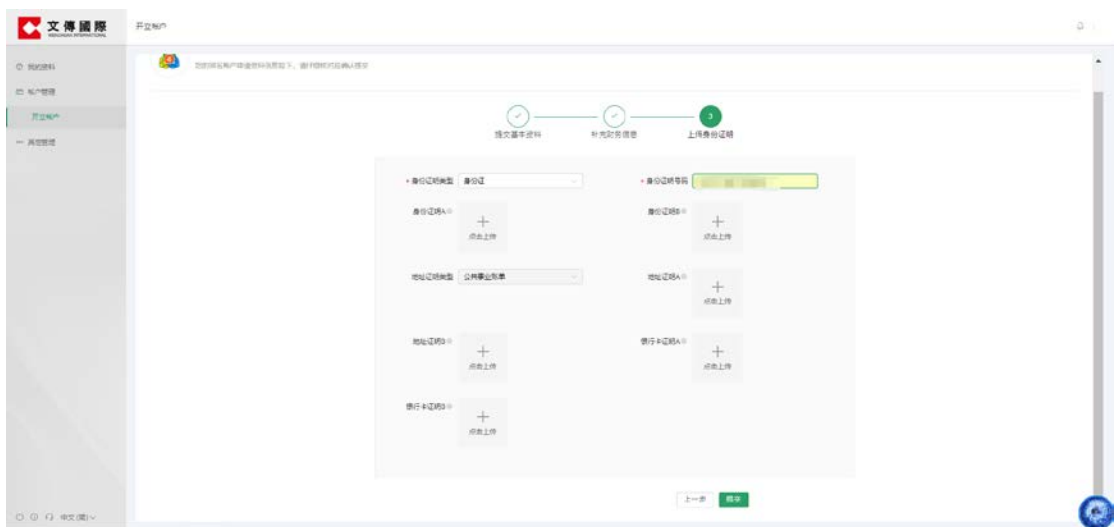 文傳國際
WENCHUAN INTERNATIONAL
开立帐户
我的资料
帐户管理
开立帐户
其他管理
提交基本资料
补充财务信息
3
上传身份证明
* 身份证明类型
身份证
* 身份证明号码
身份证明A
点击上传
身份证明B
点击上传
地址证明类型
公共事业账单
地址证明A
点击上传
地址证明B
点击上传
银行卡证明A
点击上传
银行卡证明B
点击上传
上一步
提交
中文(简)